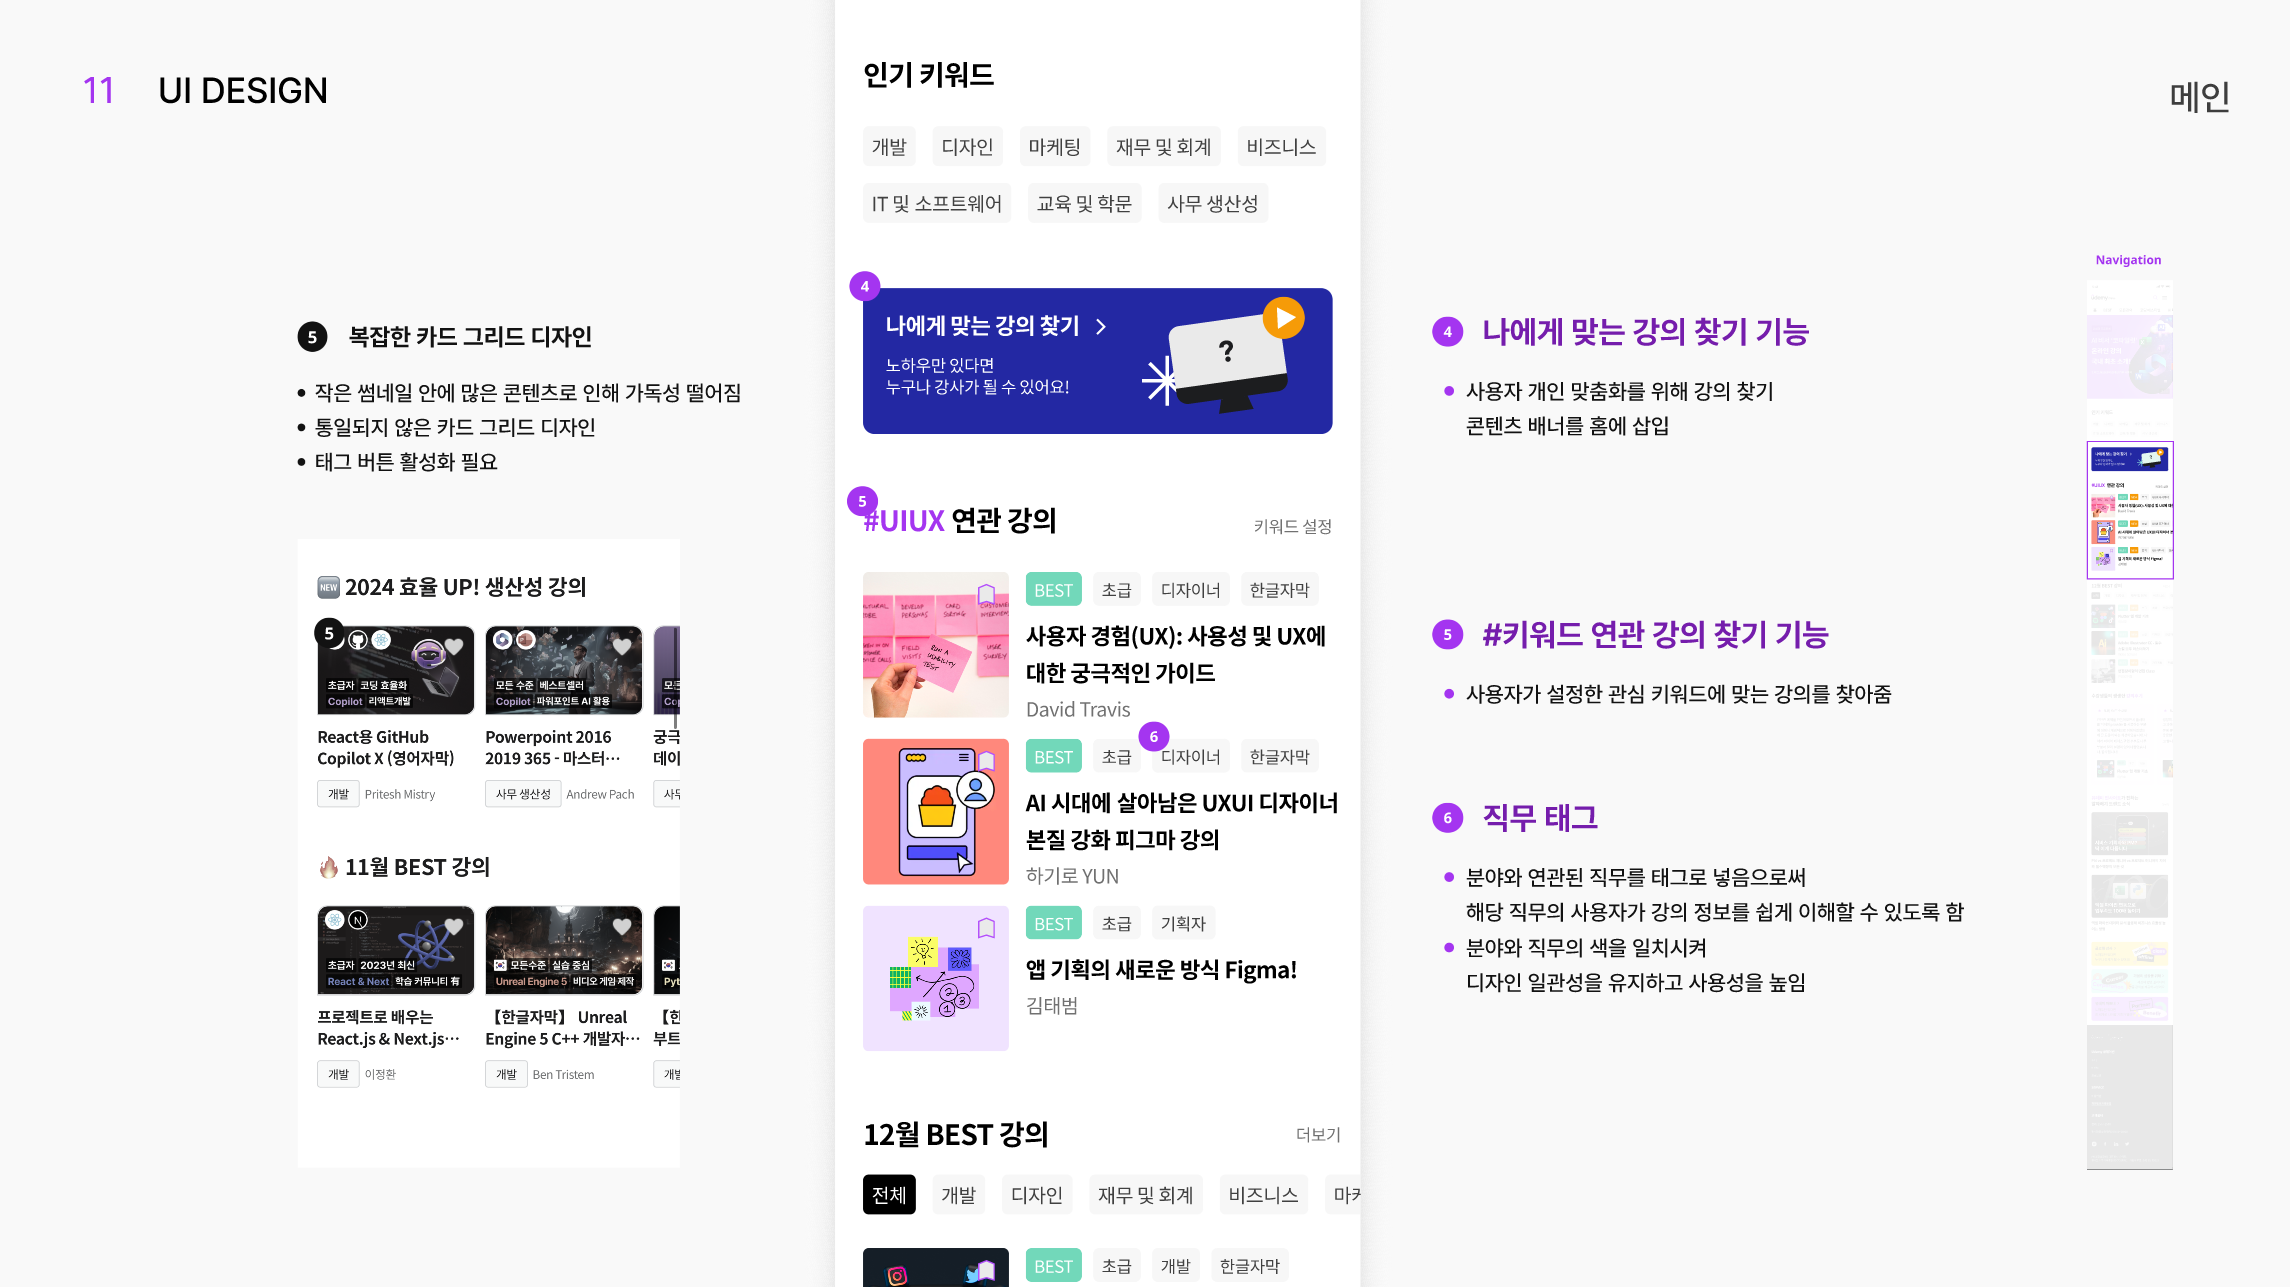 11 UI DESIGN
메인
5 복잡한 카드 그리드 디자인
• 작은 썸네일 안에 많은 콘텐츠로 인해 가독성 떨어짐
• 통일되지 않은 카드 그리드 디자인
• 태그 버튼 활성화 필요
NEW 2024 효율 UP! 생산성 강의
5
초급자 코딩 효율화
Copilot 리액트개발
모든 수준 베스트셀러
Copilot 파워포인트 AI 활용
React용 GitHub
Copilot X (영어자막)
개발 Pritesh Mistry
Powerpoint 2016
2019 365 - 마스터…
사무 생산성 Andrew Pach
궁극
데이
11월 BEST 강의
초급자 2023년 최신
React & Next 학습 커뮤니티 有
모든수준 실습 중심
Unreal Engine 5 비디오 게임 제작
프로젝트로 배우는
React.js & Next.js…
개발 이정환
【한글자막】 Unreal
Engine 5 C++ 개발자…
개발 Ben Tristem
【한
부트
인기 키워드
개발 디자인 마케팅 재무 및 회계 비즈니스
IT 및 소프트웨어 교육 및 학문 사무 생산성
4
나에게 맞는 강의 찾기 >
노하우만 있다면
누구나 강사가 될 수 있어요!
?
5
#UIUX 연관 강의
키워드 설정
BEST 초급 디자이너 한글자막
사용자 경험(UX): 사용성 및 UX에
대한 궁극적인 가이드
David Travis
6
BEST 초급 디자이너 한글자막
AI 시대에 살아남은 UXUI 디자이너
본질 강화 피그마 강의
하기로 YUN
BEST 초급 기획자
앱 기획의 새로운 방식 Figma!
김태범
12월 BEST 강의
더보기
전체 개발 디자인 재무 및 회계 비즈니스 마케
BEST 초급 개발 한글자막
4 나에게 맞는 강의 찾기 기능
• 사용자 개인 맞춤화를 위해 강의 찾기
콘텐츠 배너를 홈에 삽입
5 #키워드 연관 강의 찾기 기능
• 사용자가 설정한 관심 키워드에 맞는 강의를 찾아줌
6 직무 태그
• 분야와 연관된 직무를 태그로 넣음으로써
해당 직무의 사용자가 강의 정보를 쉽게 이해할 수 있도록 함
• 분야와 직무의 색을 일치시켜
디자인 일관성을 유지하고 사용성을 높임
Navigation